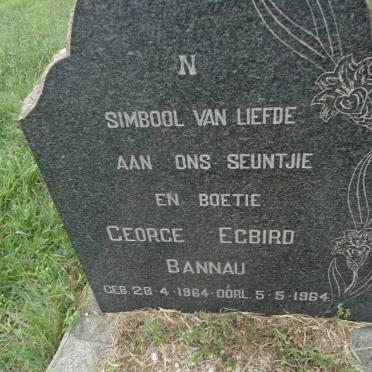 N
SIMBOOL VAN LIEFDE
AAN ONS SEUNTJIE
EN BOETIE
GEORGE EGBIRD
BANNAU
GEB. 28·4·1964·OORL. 5·5·1964.